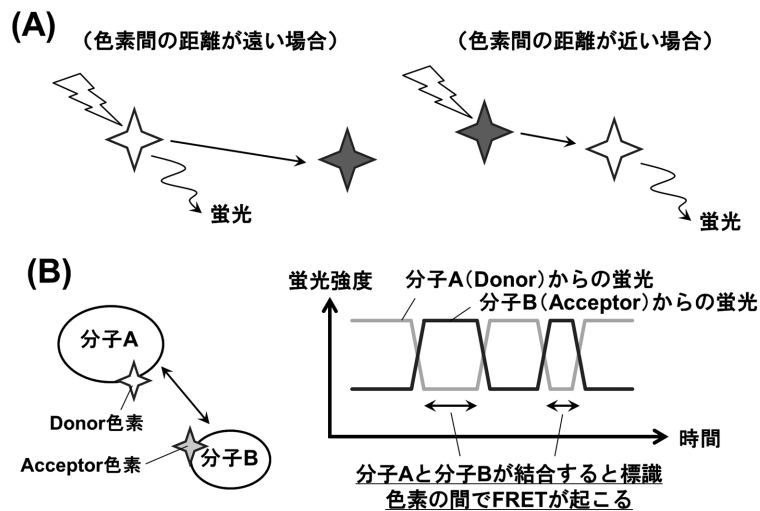 (A)
（色素間の距離が遠い場合）
（色素間の距離が近い場合）
蛍光
蛍光
(B)
分子A
Donor色素
Acceptor色素
分子B
蛍光強度
分子A（Donor）からの蛍光
分子B（Acceptor）からの蛍光
時間
分子Aと分子Bが結合すると標識
色素の間でFRETが起こる